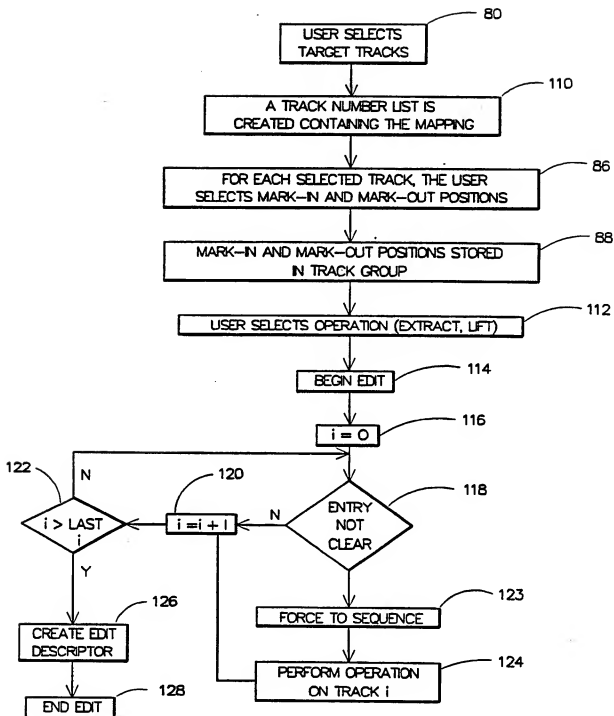 80
USER SELECTS
TARGET TRACKS
110
A TRACK NUMBER LIST IS
CREATED CONTAINING THE MAPPING
86
FOR EACH SELECTED TRACK, THE USER
SELECTS MARK-IN AND MARK-OUT POSITIONS
88
MARK-IN AND MARK-OUT POSITIONS STORED
IN TRACK GROUP
112
USER SELECTS OPERATION (EXTRACT, LIFT)
114
BEGIN EDIT
116
i = 0
122
N
120
118
i > LAST
i
i = i + 1
N
ENTRY
NOT
CLEAR
Y
126
CREATE EDIT
DESCRIPTOR
123
FORCE TO SEQUENCE
124
PERFORM OPERATION
ON TRACK i
128
END EDIT